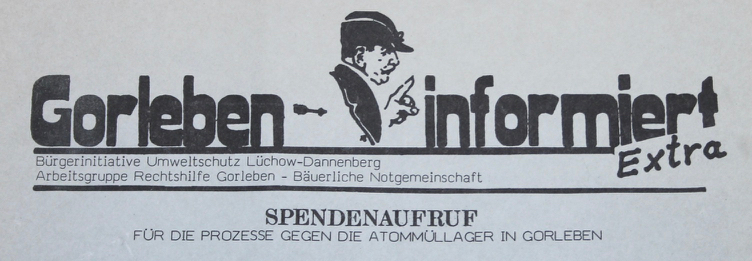 Gorleben - informiert
Extra
Bürgerinitiative Umweltschutz Lüchow-Dannenberg
Arbeitsgruppe Rechtshilfe Gorleben - Bäuerliche Notgemeinschaft
SPENDENAUFRUF
FÜR DIE PROZESSE GEGEN DIE ATOMMÜLLAGER IN GORLEBEN